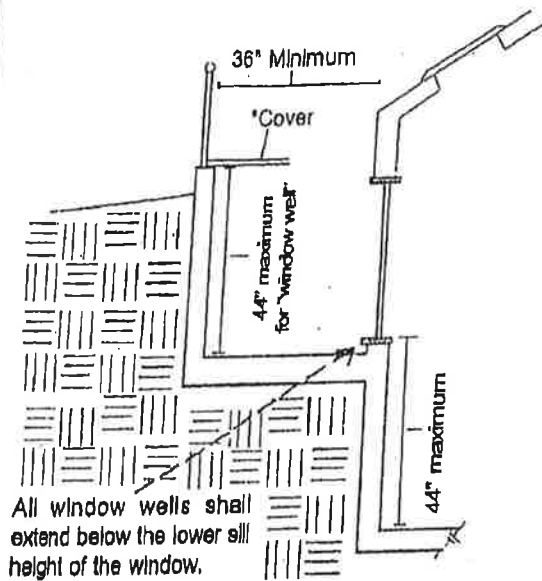 36" Minimum
*Cover
44" maximum
for "window well"
44" maximum
All window wells shall
extend below the lower sill
height of the window.